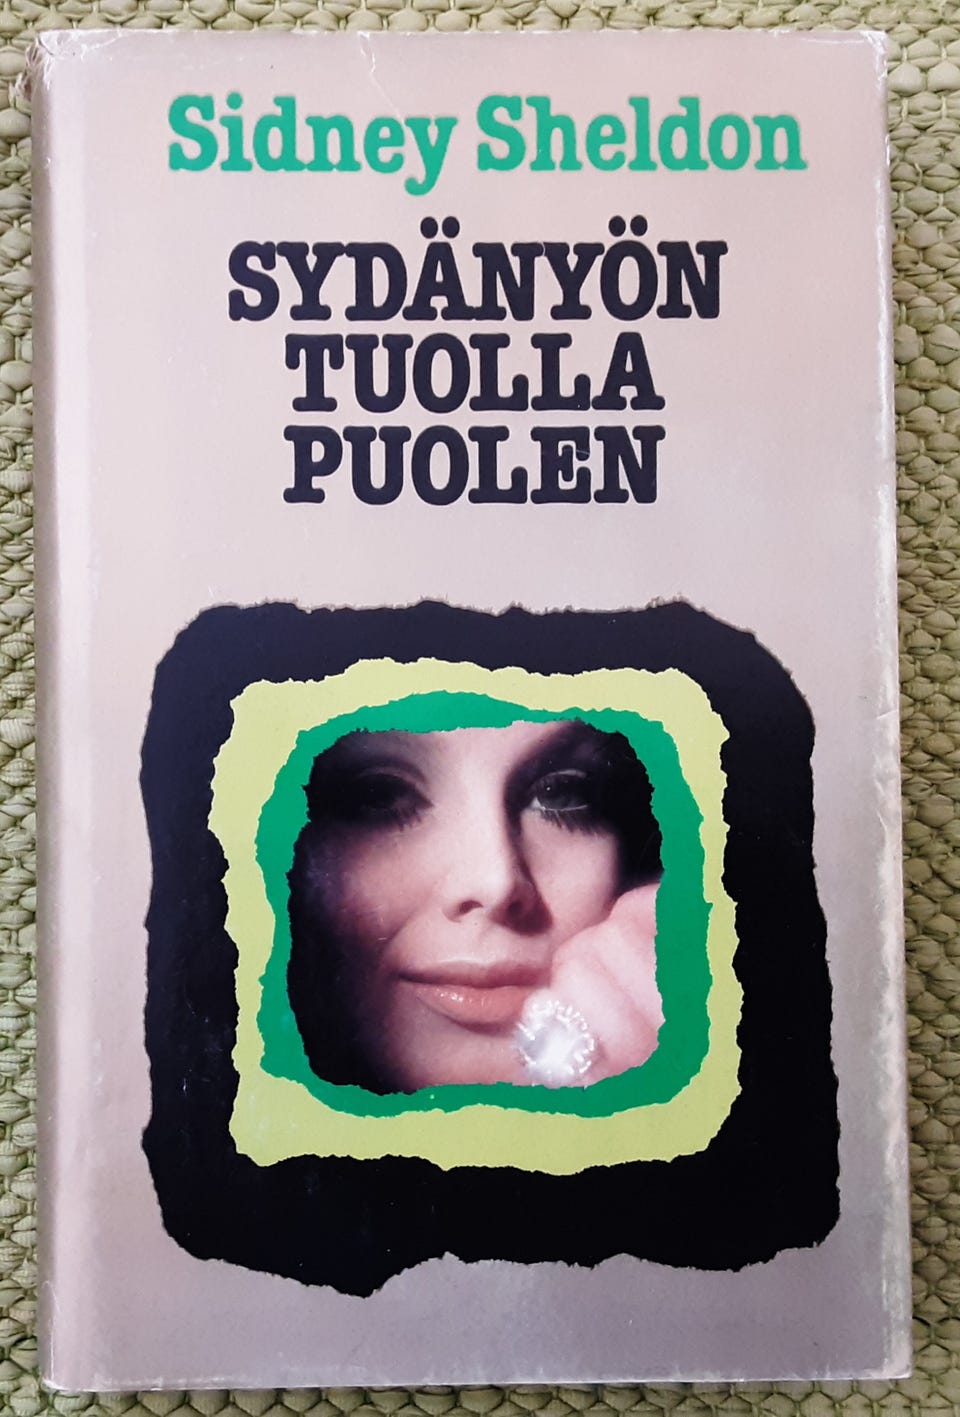 Sidney Sheldon
SYDÄNYÖN
TUOLLA
PUOLEN